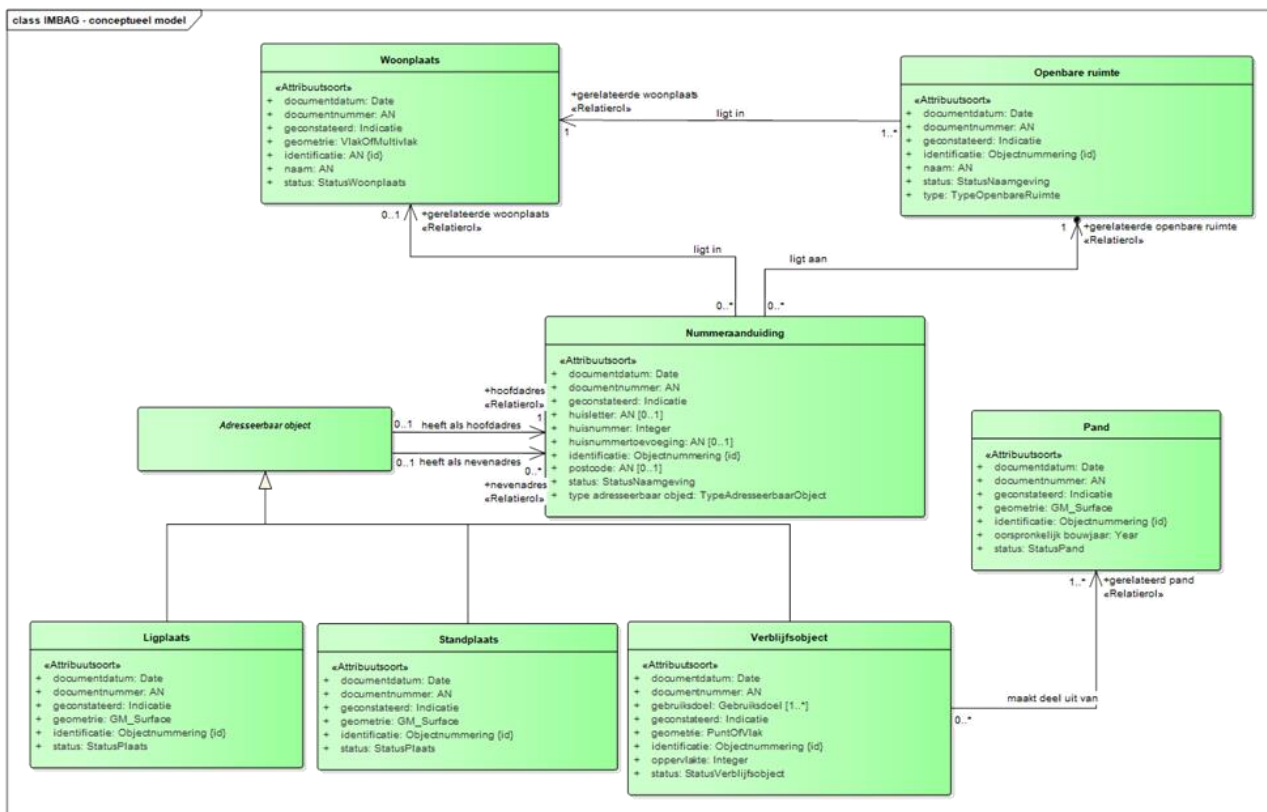 class IMBAG - conceptueel model
Woonplaats
«Attribuutsoort»
+ documentdatum: Date
+ documentnummer: AN
+ geconstateerd: Indicatie
+ geometrie: VlakOfMultivlak
+ identificatie: AN {id}
+ naam: AN
+ status: StatusWoonplaats
+gerelateerde woonplaats
«Relatierol»
1
ligt in
1..*
Openbare ruimte
«Attribuutsoort»
+ documentdatum: Date
+ documentnummer: AN
+ geconstateerd: Indicatie
+ identificatie: Objectnummering {id}
+ naam: AN
+ status: StatusNaamgeving
+ type: TypeOpenbareRuimte
0..1
+gerelateerde woonplaats
«Relatierol»
ligt in
0..*
1
+gerelateerde openbare ruimte
«Relatierol»
ligt aan
0..*
Nummeraanduiding
«Attribuutsoort»
+ documentdatum: Date
+ documentnummer: AN
+ geconstateerd: Indicatie
+ huisletter: AN [0..1]
+ huisnummer: Integer
+ huisnummertoevoeging: AN [0..1]
+ identificatie: Objectnummering {id}
+ postcode: AN [0..1]
+ status: StatusNaamgeving
+ type adresseerbaar object: TypeAdresseerbaarObject
+hoofdadres
«Relatierol»
1
0..1
heeft als hoofdadres
0..1
heeft als nevenadres
0..*
+nevenadres
«Relatierol»
Adresseerbaar object
Pand
«Attribuutsoort»
+ documentdatum: Date
+ documentnummer: AN
+ geconstateerd: Indicatie
+ geometrie: GM_Surface
+ identificatie: Objectnummering {id}
+ oorspronkelijk bouwjaar: Year
+ status: StatusPand
1..*
+gerelateerd pand
«Relatierol»
maakt deel uit van
0..*
Ligplaats
«Attribuutsoort»
+ documentdatum: Date
+ documentnummer: AN
+ geconstateerd: Indicatie
+ geometrie: GM_Surface
+ identificatie: Objectnummering {id}
+ status: StatusPlaats
Standplaats
«Attribuutsoort»
+ documentdatum: Date
+ documentnummer: AN
+ geconstateerd: Indicatie
+ geometrie: GM_Surface
+ identificatie: Objectnummering {id}
+ status: StatusPlaats
Verblijfsobject
«Attribuutsoort»
+ documentdatum: Date
+ documentnummer: AN
+ gebruiksdoel: Gebruiksdoel [1..*]
+ geconstateerd: Indicatie
+ geometrie: PuntOfVlak
+ identificatie: Objectnummering {id}
+ oppervlakte: Integer
+ status: StatusVerblijfsobject